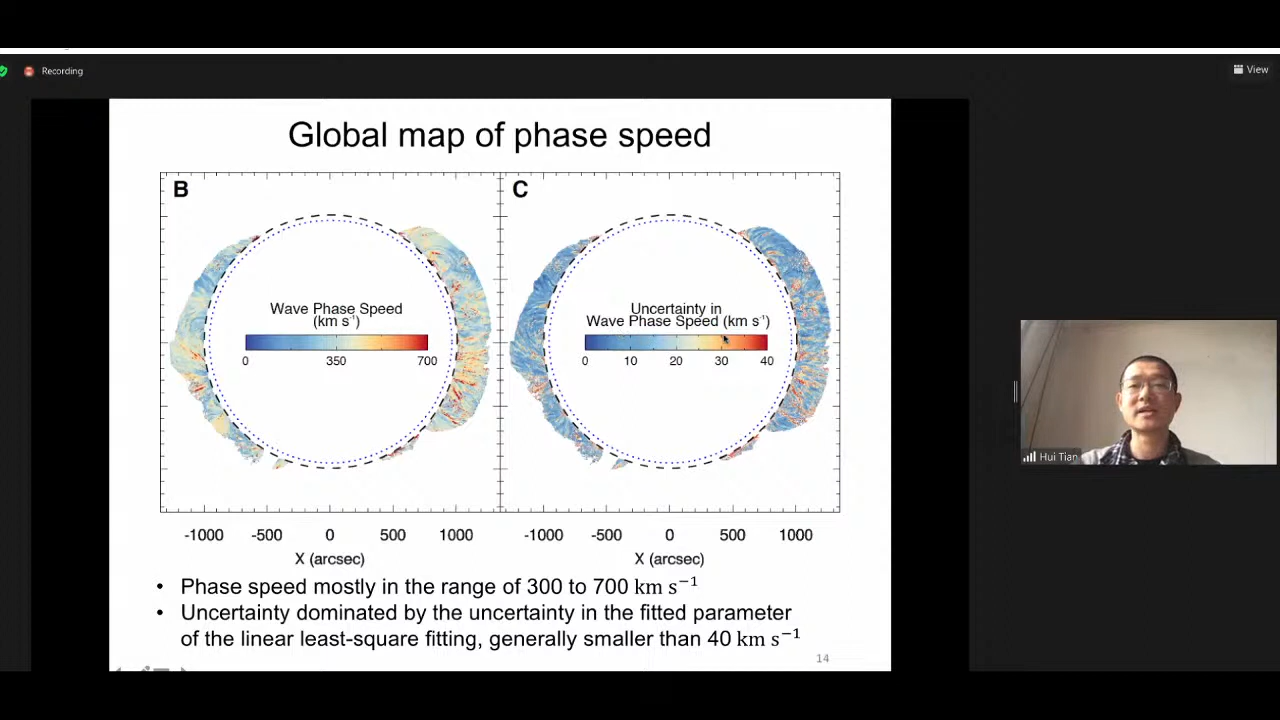 Recording
View
Global map of phase speed
B
C
Wave Phase Speed
(km s⁻¹)
0 350 700
Uncertainty in
Wave Phase Speed (km s⁻¹)
0 10 20 30 40
-1000 -500 0 500 1000
-1000 -500 0 500 1000
X (arcsec)
X (arcsec)
• Phase speed mostly in the range of 300 to 700 km s⁻¹
• Uncertainty dominated by the uncertainty in the fitted parameter
of the linear least-square fitting, generally smaller than 40 km s⁻¹
14
Hui Tian